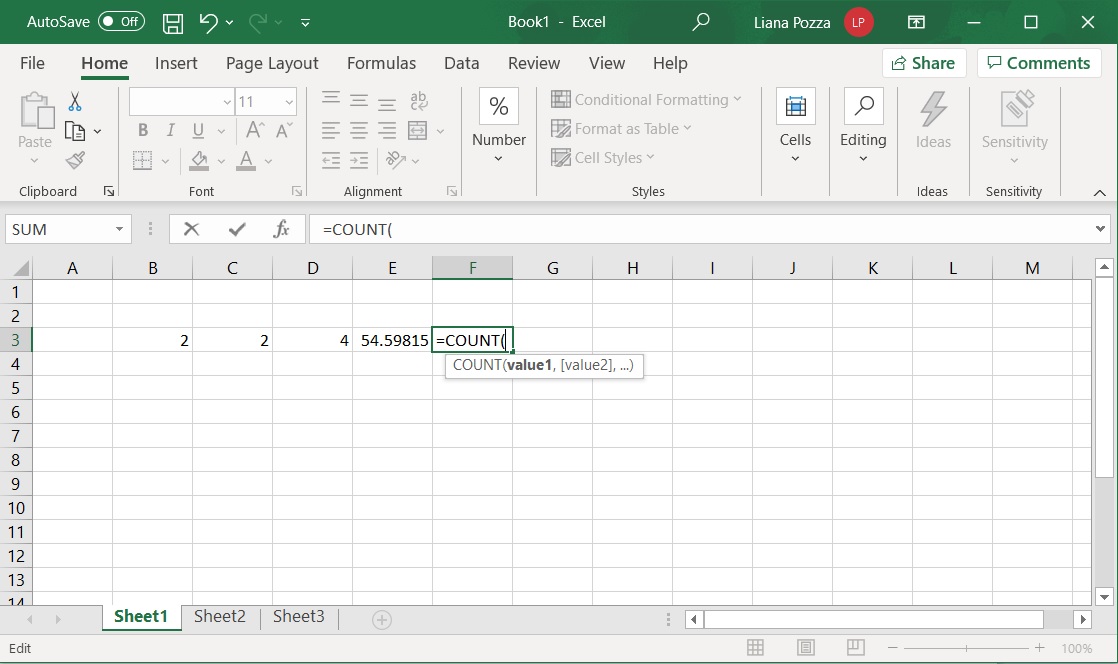 AutoSave Off Book1 - Excel Liana Pozza LP
File Home Insert Page Layout Formulas Data Review View Help Share Comments
Paste
11
B I U A A
A
ab
%
Number
Conditional Formatting
Format as Table
Cell Styles
Cells
Editing
Ideas
Sensitivity
Clipboard Font Alignment Styles Ideas Sensitivity
SUM fx =COUNT(
A B C D E F G H I J K L M
1
2
3 2 2 4 54.59815 =COUNT(
4 COUNT(value1, [value2], ...)
5
6
7
8
9
10
11
12
13
14
Sheet1 Sheet2 Sheet3
Edit 100%